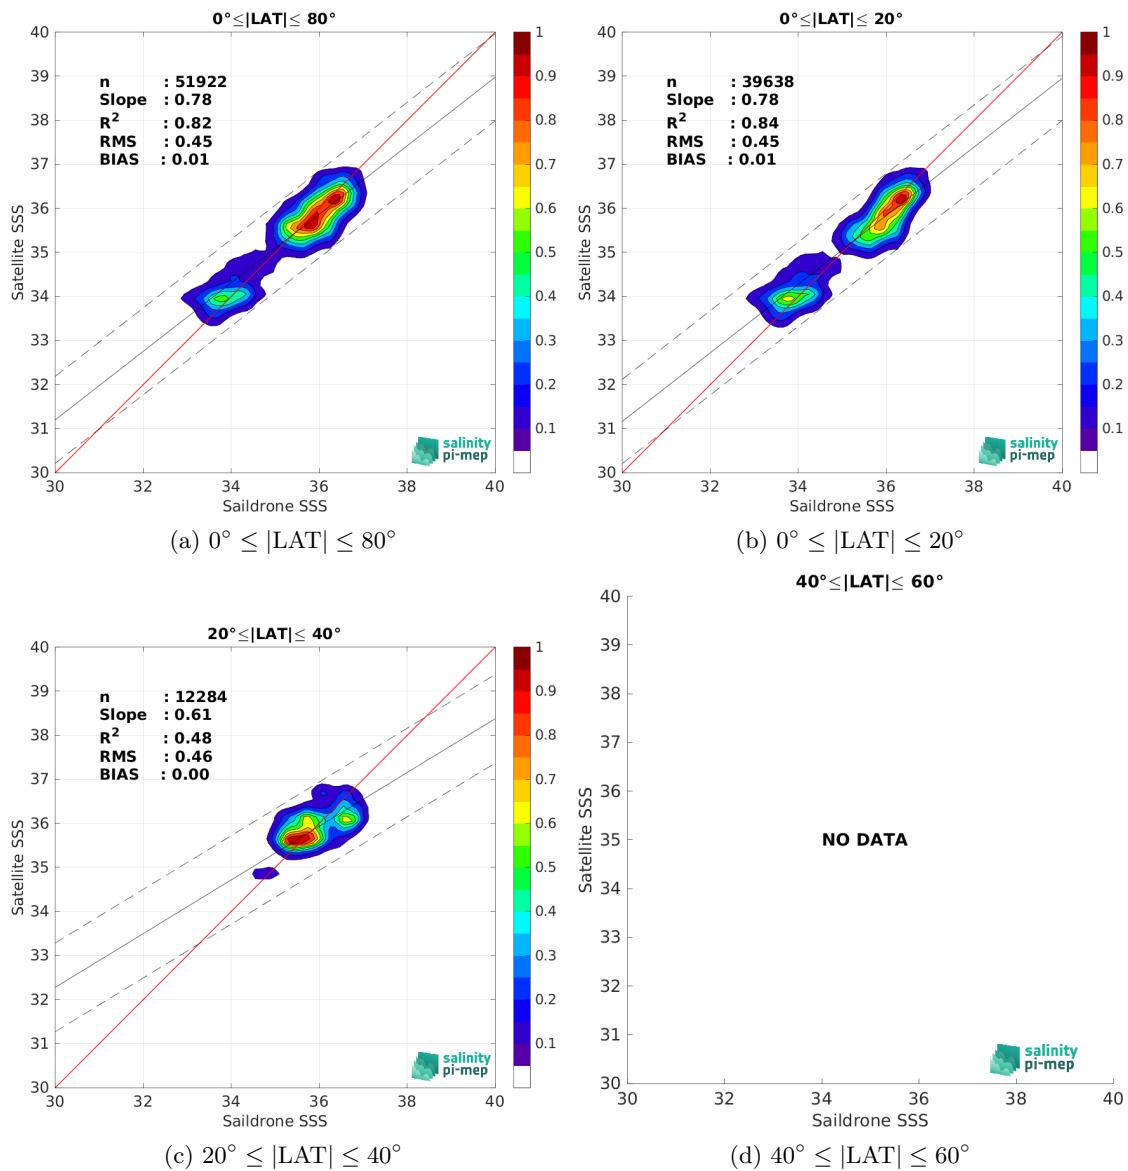 0°≤|LAT|≤ 80°
n : 51922
Slope : 0.78
R² : 0.82
RMS : 0.45
BIAS : 0.01
Satellite SSS
40
39
38
37
36
35
34
33
32
31
30
30 32 34 36 38 40
Saildrone SSS
1
0.9
0.8
0.7
0.6
0.5
0.4
0.3
0.2
0.1
salinity
pi-mep
(a) 0° ≤ |LAT| ≤ 80°
0°≤|LAT|≤ 20°
n : 39638
Slope : 0.78
R² : 0.84
RMS : 0.45
BIAS : 0.01
Satellite SSS
40
39
38
37
36
35
34
33
32
31
30
30 32 34 36 38 40
Saildrone SSS
1
0.9
0.8
0.7
0.6
0.5
0.4
0.3
0.2
0.1
salinity
pi-mep
(b) 0° ≤ |LAT| ≤ 20°
20°≤|LAT|≤ 40°
n : 12284
Slope : 0.61
R² : 0.48
RMS : 0.46
BIAS : 0.00
Satellite SSS
40
39
38
37
36
35
34
33
32
31
30
30 32 34 36 38 40
Saildrone SSS
1
0.9
0.8
0.7
0.6
0.5
0.4
0.3
0.2
0.1
salinity
pi-mep
(c) 20° ≤ |LAT| ≤ 40°
40°≤|LAT|≤ 60°
Satellite SSS
40
39
38
37
36
35
34
33
32
31
30
NO DATA
30 32 34 36 38 40
Saildrone SSS
salinity
pi-mep
(d) 40° ≤ |LAT| ≤ 60°